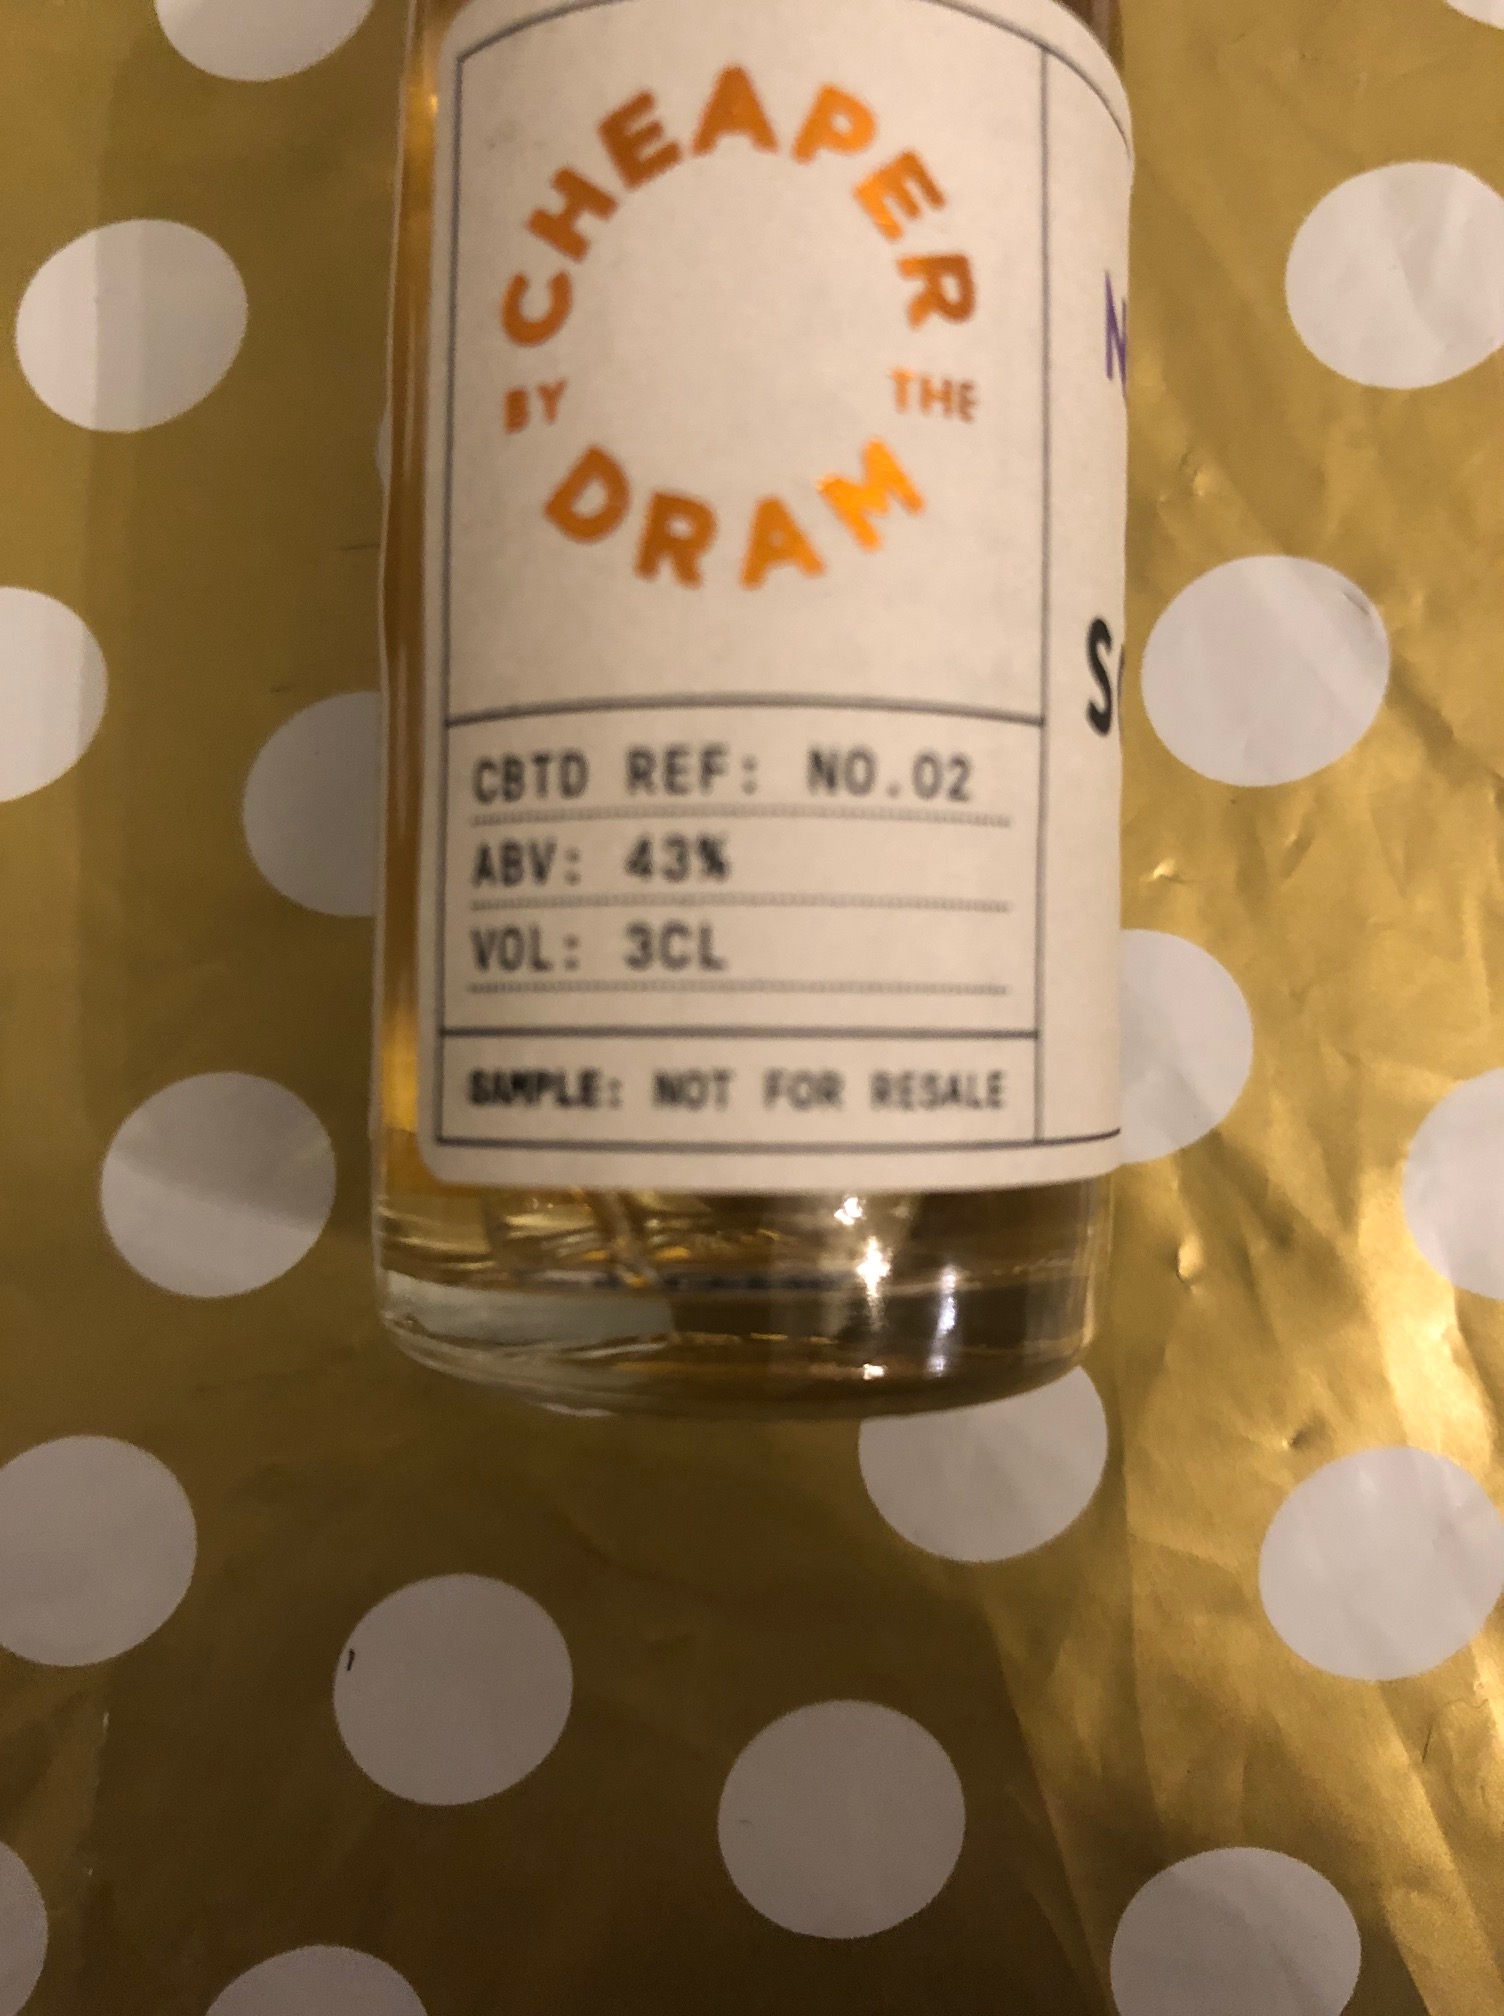 CHEAPER
BY THE
DRAM
CBTD REF: NO.02
ABV: 43%
VOL: 3CL
SAMPLE: NOT FOR RESALE